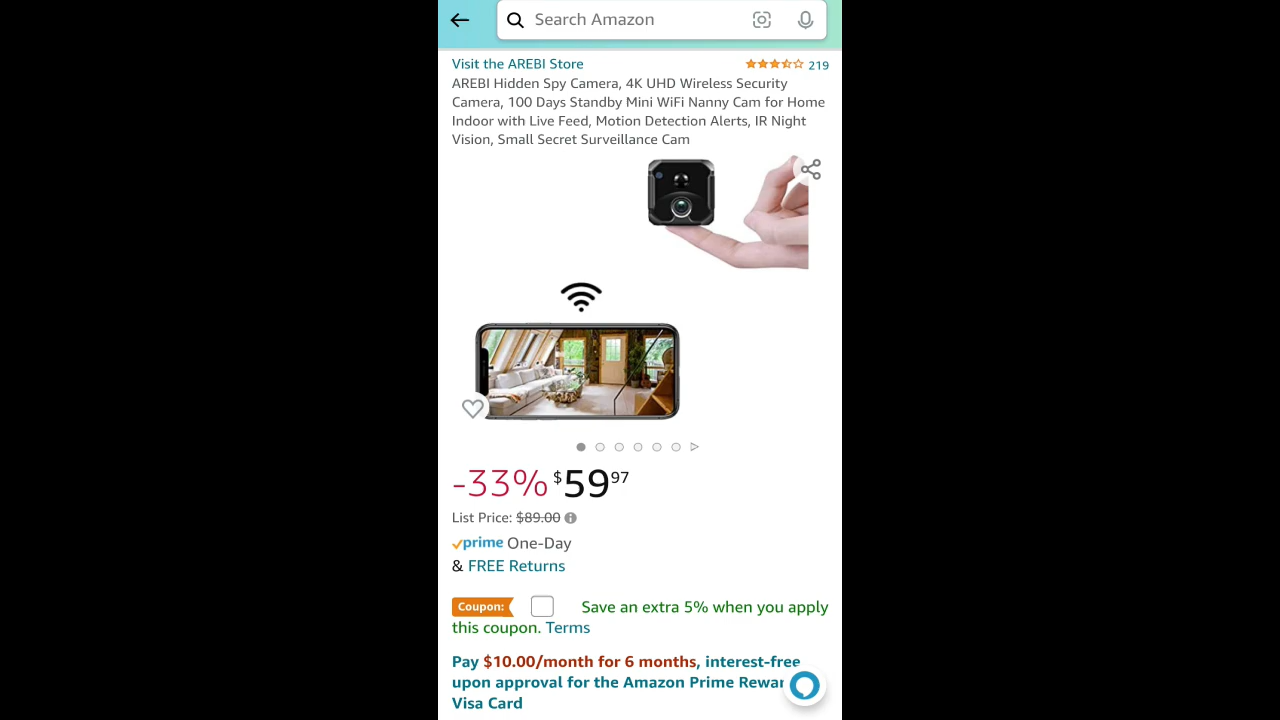 Search Amazon
Visit the AREBI Store
219
AREBI Hidden Spy Camera, 4K UHD Wireless Security
Camera, 100 Days Standby Mini WiFi Nanny Cam for Home
Indoor with Live Feed, Motion Detection Alerts, IR Night
Vision, Small Secret Surveillance Cam
-33% $59 97
List Price: $89.00
prime One-Day
& FREE Returns
Coupon: Save an extra 5% when you apply
this coupon. Terms
Pay $10.00/month for 6 months, interest-free
upon approval for the Amazon Prime Rewar
Visa Card